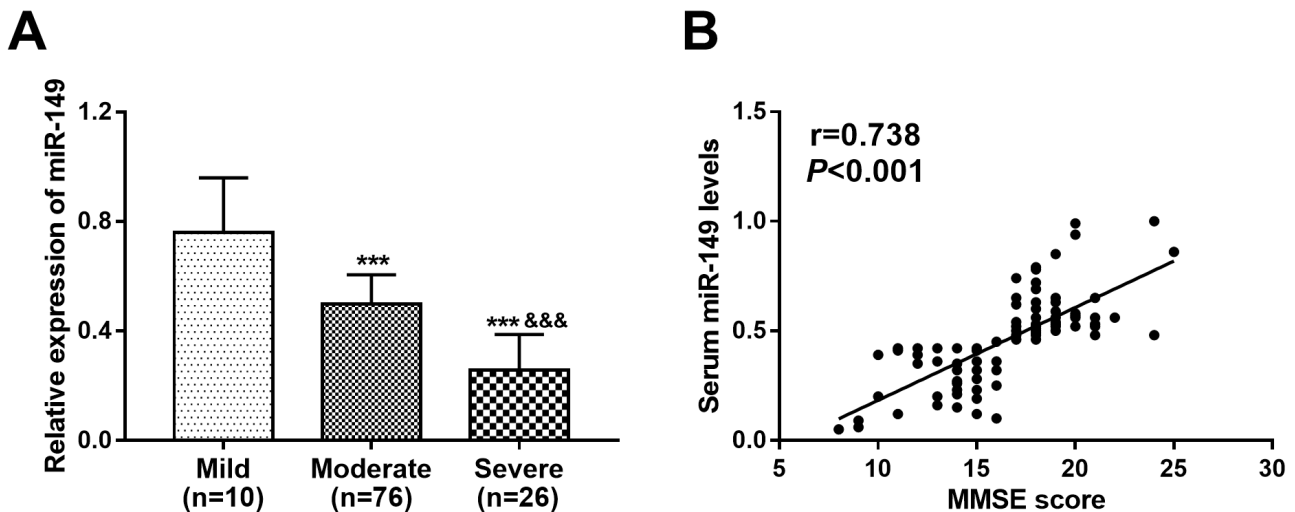 A
Relative expression of miR-149
1.2
0.8
0.4
0.0
***
*** &&&
Mild
(n=10)
Moderate
(n=76)
Severe
(n=26)
B
Serum miR-149 levels
1.5
1.0
0.5
0.0
r=0.738
P<0.001
5 10 15 20 25 30
MMSE score